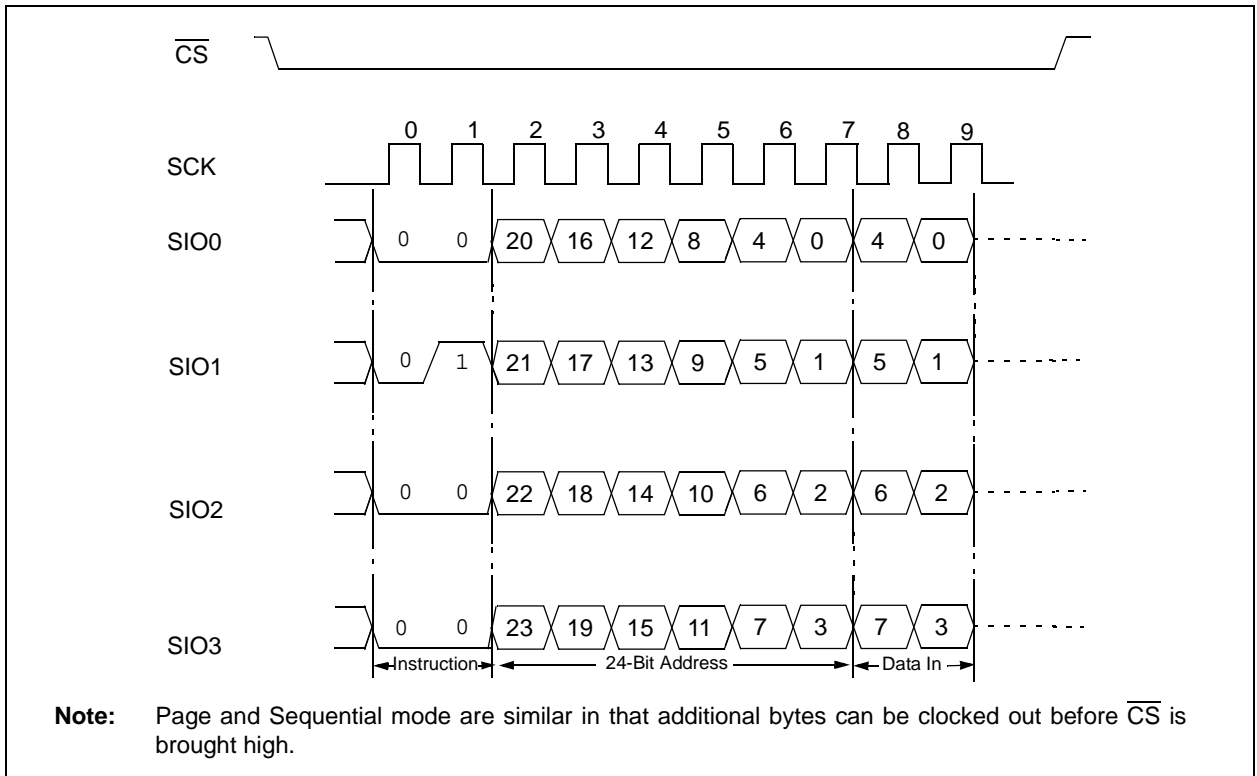 CS
0 1 2 3 4 5 6 7 8 9
SCK
SIO0 0 0 20 16 12 8 4 0 4 0
SIO1 0 1 21 17 13 9 5 1 5 1
SIO2 0 0 22 18 14 10 6 2 6 2
SIO3 0 0 23 19 15 11 7 3 7 3
Instruction 24-Bit Address Data In
Note: Page and Sequential mode are similar in that additional bytes can be clocked out before CS is
brought high.